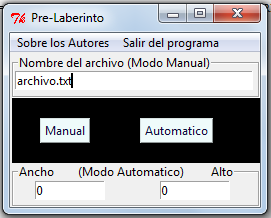 Pre-Laberinto
Sobre los Autores Salir del programa
Nombre del archivo (Modo Manual)
archivo.txt
Manual Automatico
Ancho (Modo Automatico) Alto
0 0